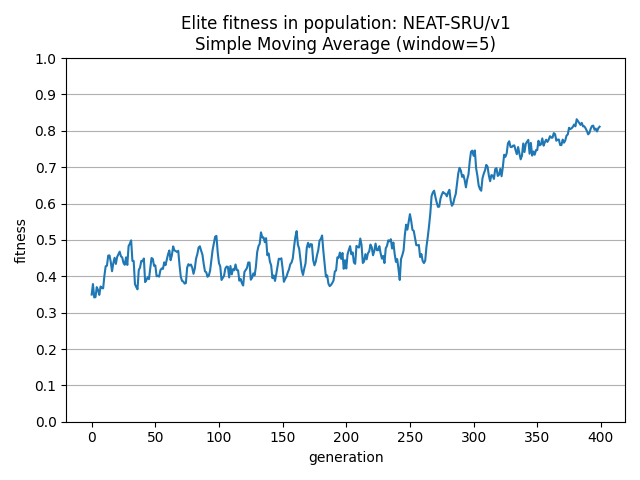 Elite fitness in population: NEAT-SRU/v1
Simple Moving Average (window=5)
1.0
0.9
0.8
0.7
0.6
0.5
0.4
0.3
0.2
0.1
0.0
fitness
0 50 100 150 200 250 300 350 400
generation